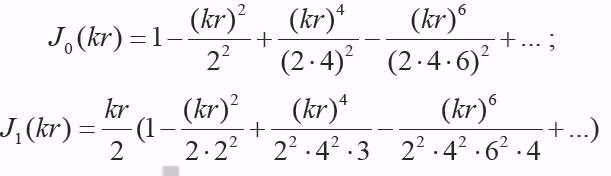 J₀(kr) = 1 − (kr)²/2² + (kr)⁴/(2·4)² − (kr)⁶/(2·4·6)² + ... ;
J₁(kr) = kr/2 (1 − (kr)²/(2·2²) + (kr)⁴/(2²·4²·3) − (kr)⁶/(2²·4²·6²·4) + ...)